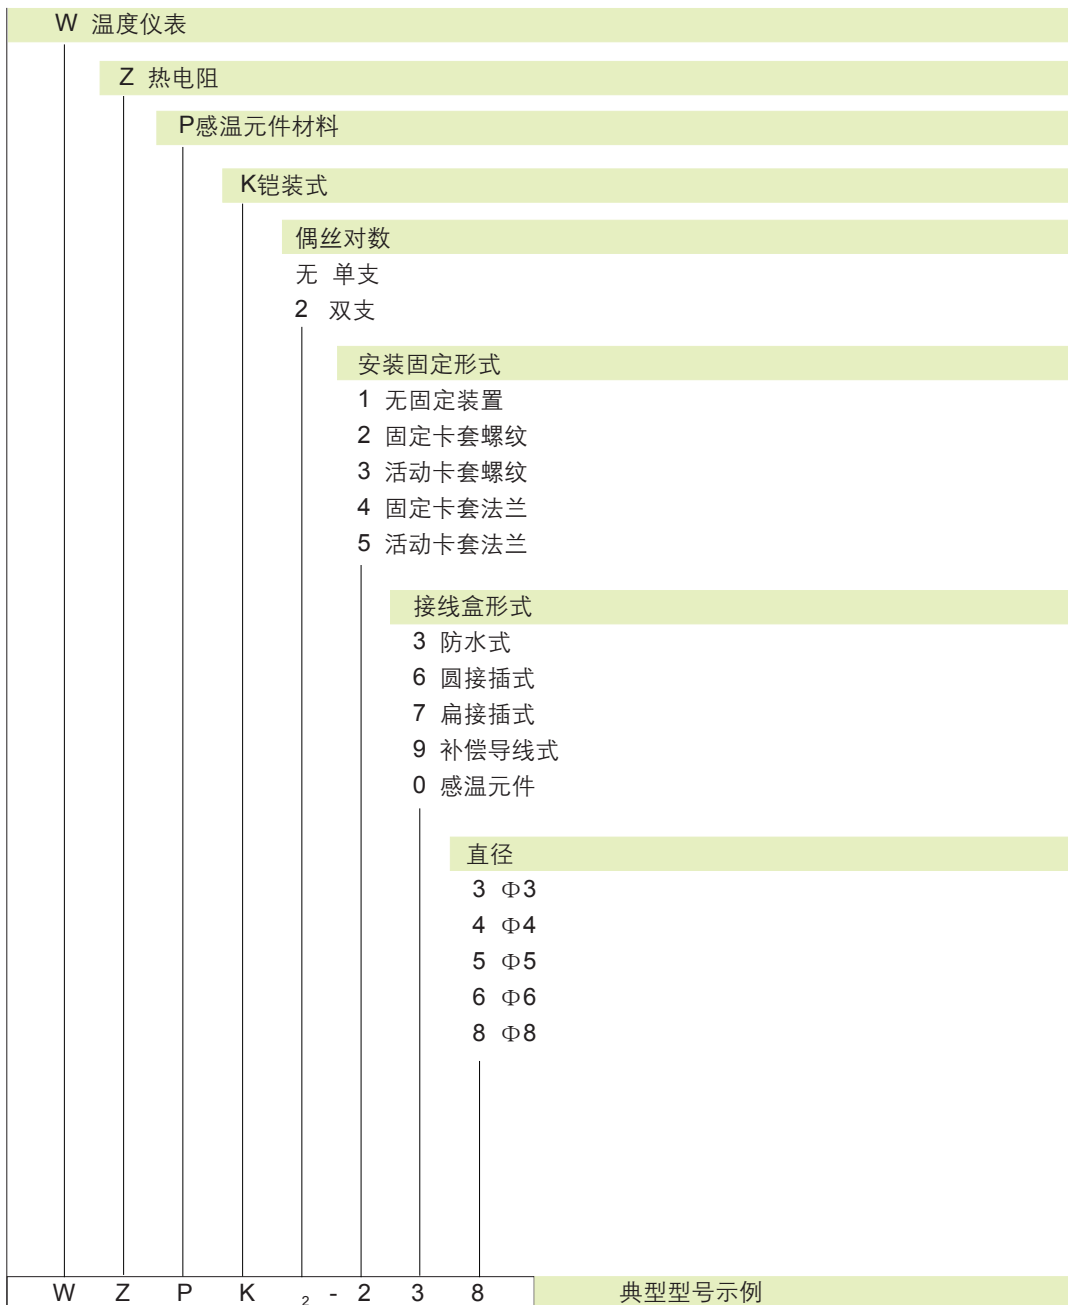 W 温度仪表
Z 热电阻
P感温元件材料
K铠装式
偶丝对数
无 单支
2 双支
安装固定形式
1 无固定装置
2 固定卡套螺纹
3 活动卡套螺纹
4 固定卡套法兰
5 活动卡套法兰
接线盒形式
3 防水式
6 圆接插式
7 扁接插式
9 补偿导线式
0 感温元件
直径
3 Φ3
4 Φ4
5 Φ5
6 Φ6
8 Φ8
W Z P K 2 - 2 3 8 典型型号示例